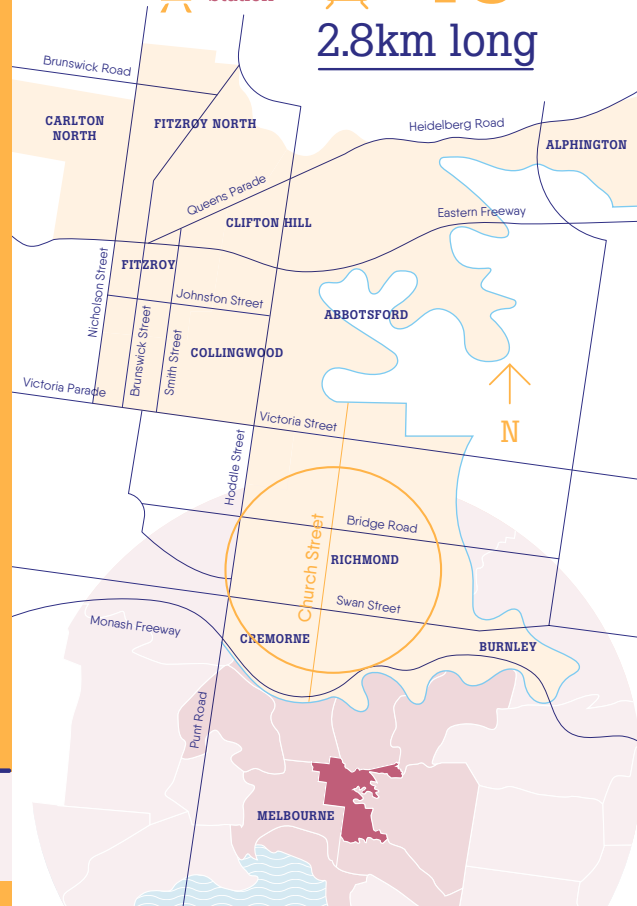 2.8km long
Brunswick Road
CARLTON
NORTH
FITZROY NORTH
Heidelberg Road
ALPHINGTON
Queens Parade
CLIFTON HILL
Eastern Freeway
Nicholson Street
FITZROY
Johnston Street
ABBOTSFORD
Brunswick Street
Smith Street
COLLINGWOOD
Victoria Parade
Victoria Street
N
Hoddle Street
Bridge Road
Church Street
RICHMOND
Swan Street
Monash Freeway
CREMORNE
BURNLEY
Punt Road
MELBOURNE